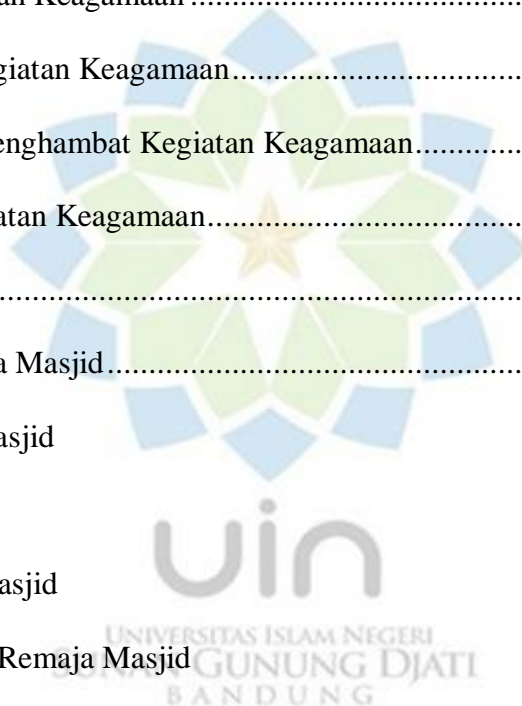 Keagamaan........................................
giatan Keagamaan........................................
enghambat Kegiatan Keagamaan...............
atan Keagamaan...........................................
.....................................................................
a Masjid........................................................
asjid
uin
asjid
UNIVERSITAS ISLAM NEGERI
Remaja Masjid
SUNAN GUNUNG DJATI
BANDUNG